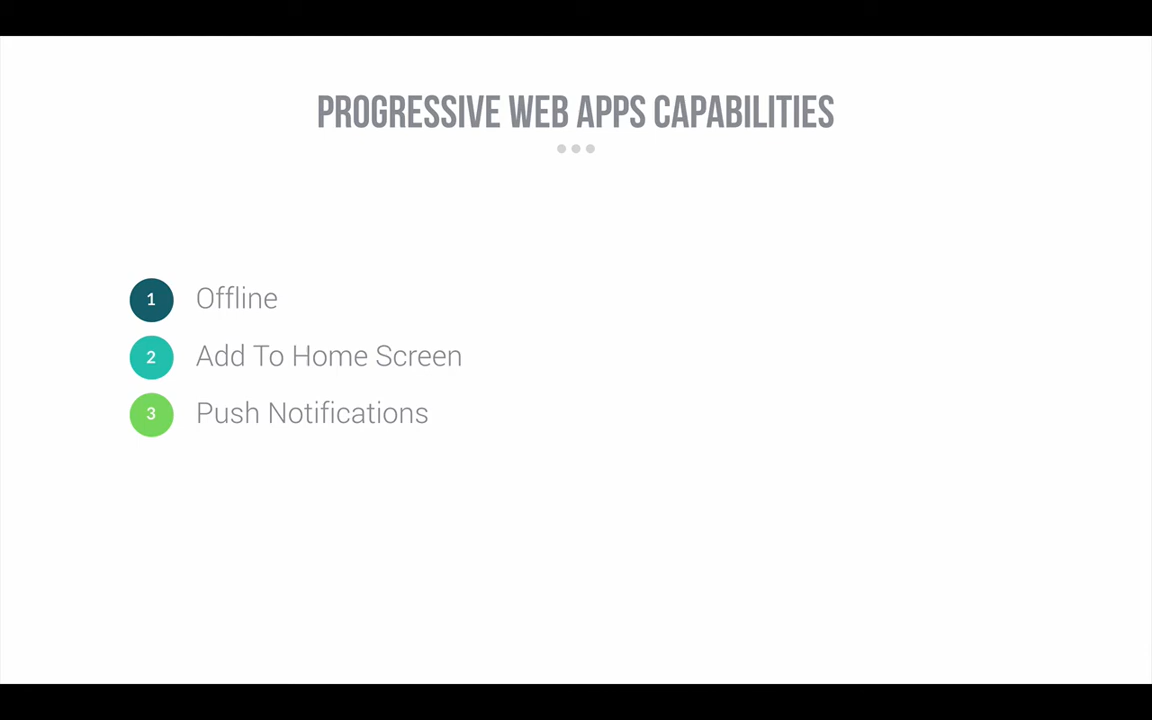 PROGRESSIVE WEB APPS CAPABILITIES
1 Offline
2 Add To Home Screen
3 Push Notifications